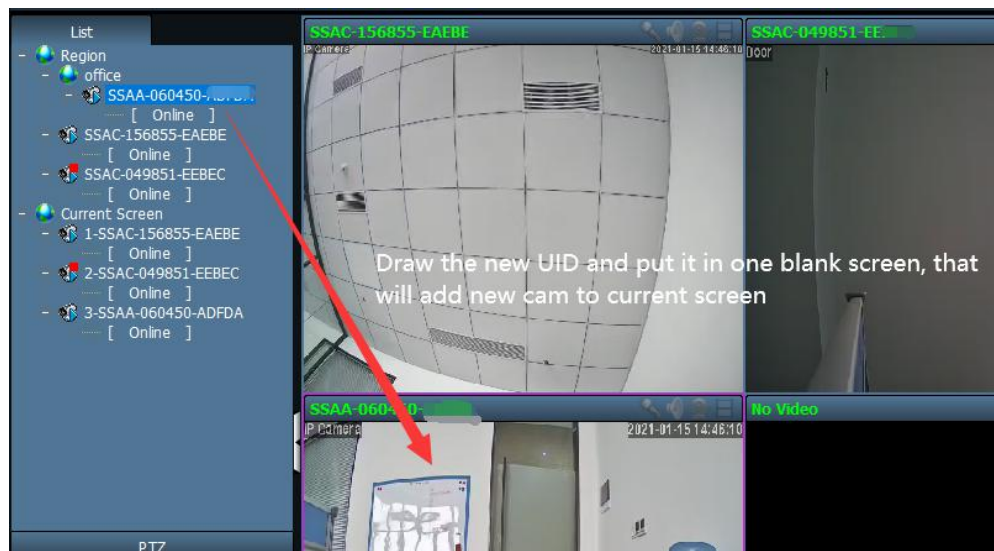 List
Region
office
SSAA-060450-
[ Online ]
SSAC-156855-EAEBE
[ Online ]
SSAC-049851-EEBEC
[ Online ]
Current Screen
1-SSAC-156855-EAEBE
[ Online ]
2-SSAC-049851-EEBEC
[ Online ]
3-SSAA-060450-ADFDA
[ Online ]
PTZ
SSAC-156855-EAEBE
IP Camera
2021-01-15 14:46:10
SSAC-049851-EE
Door
Draw the new UID and put it in one blank screen, that
will add new cam to current screen
SSAA-060450-
IP Camera
2021-01-15 14:46:10
No Video